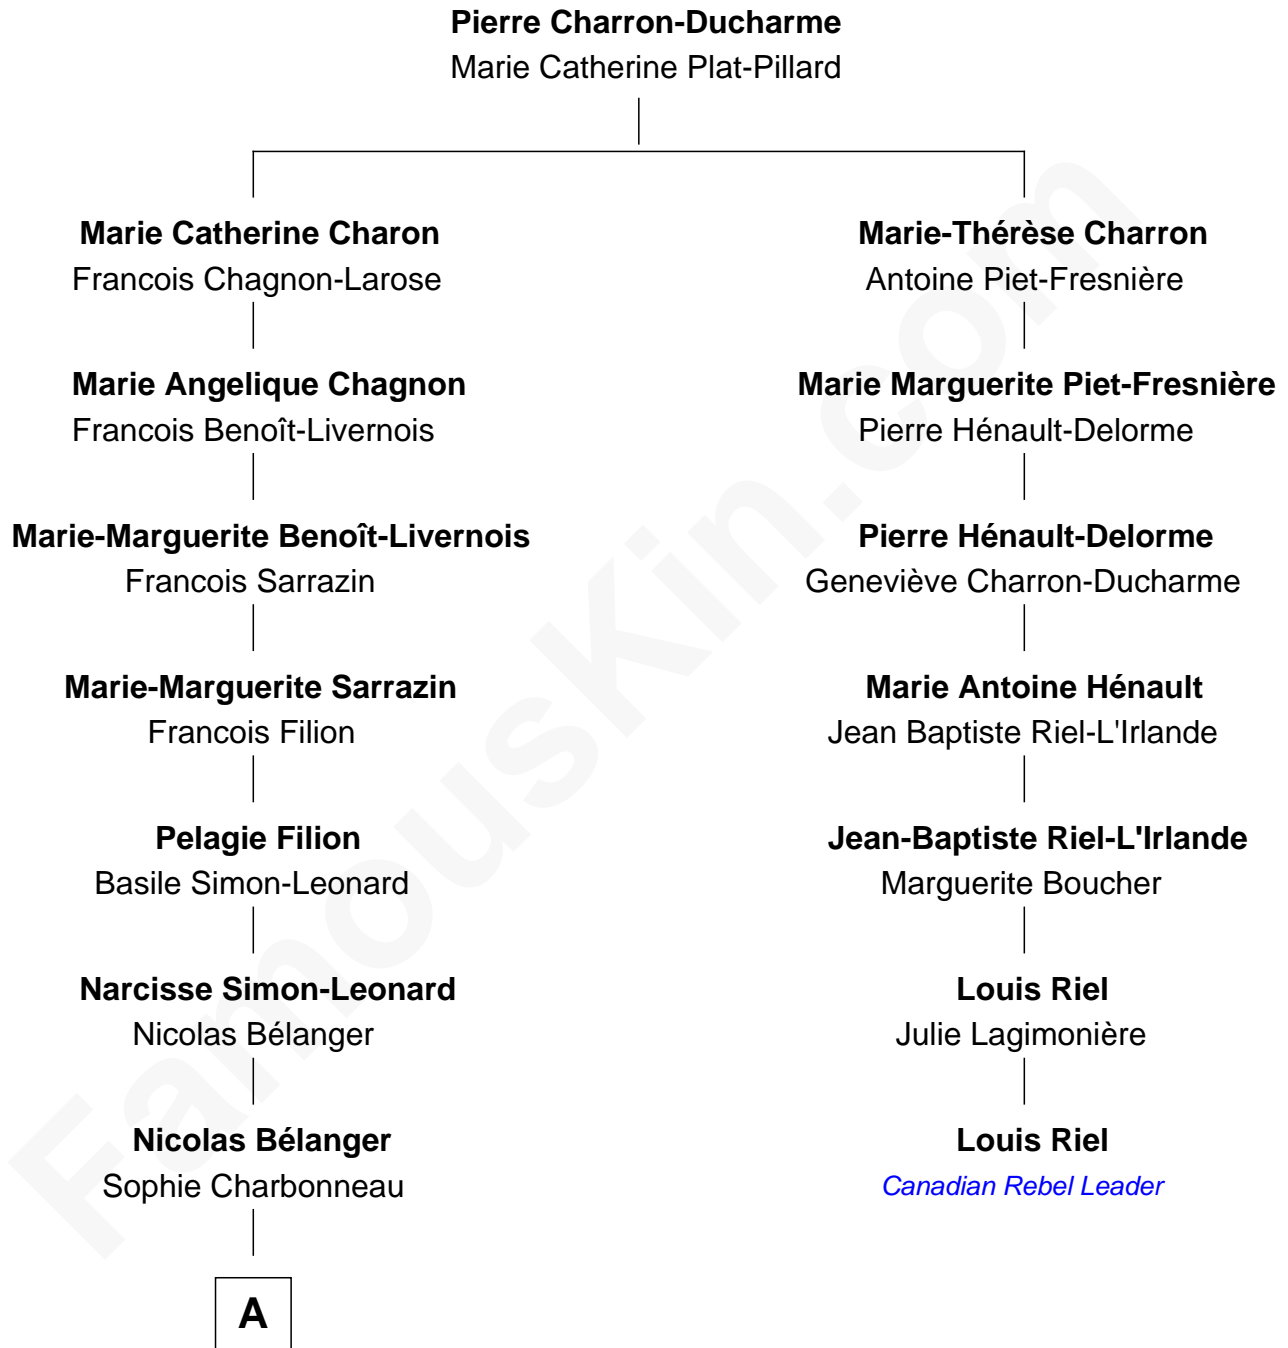 Pierre Charron-Ducharme
Marie Catherine Plat-Pillard
Marie Catherine Charon
Francois Chagnon-Larose
Marie-Thérèse Charron
Antoine Piet-Fresnière
Marie Angelique Chagnon
Francois Benoît-Livernois
Marie Marguerite Piet-Fresnière
Pierre Hénault-Delorme
Marie-Marguerite Benoît-Livernois
Francois Sarrazin
Pierre Hénault-Delorme
Geneviève Charron-Ducharme
Marie-Marguerite Sarrazin
Francois Filion
Marie Antoine Hénault
Jean Baptiste Riel-L'Irlande
Pelagie Filion
Basile Simon-Leonard
Jean-Baptiste Riel-L'Irlande
Marguerite Boucher
Narcisse Simon-Leonard
Nicolas Bélanger
Louis Riel
Julie Lagimonière
Nicolas Bélanger
Sophie Charbonneau
Louis Riel
Canadian Rebel Leader
A
FamousKin.com